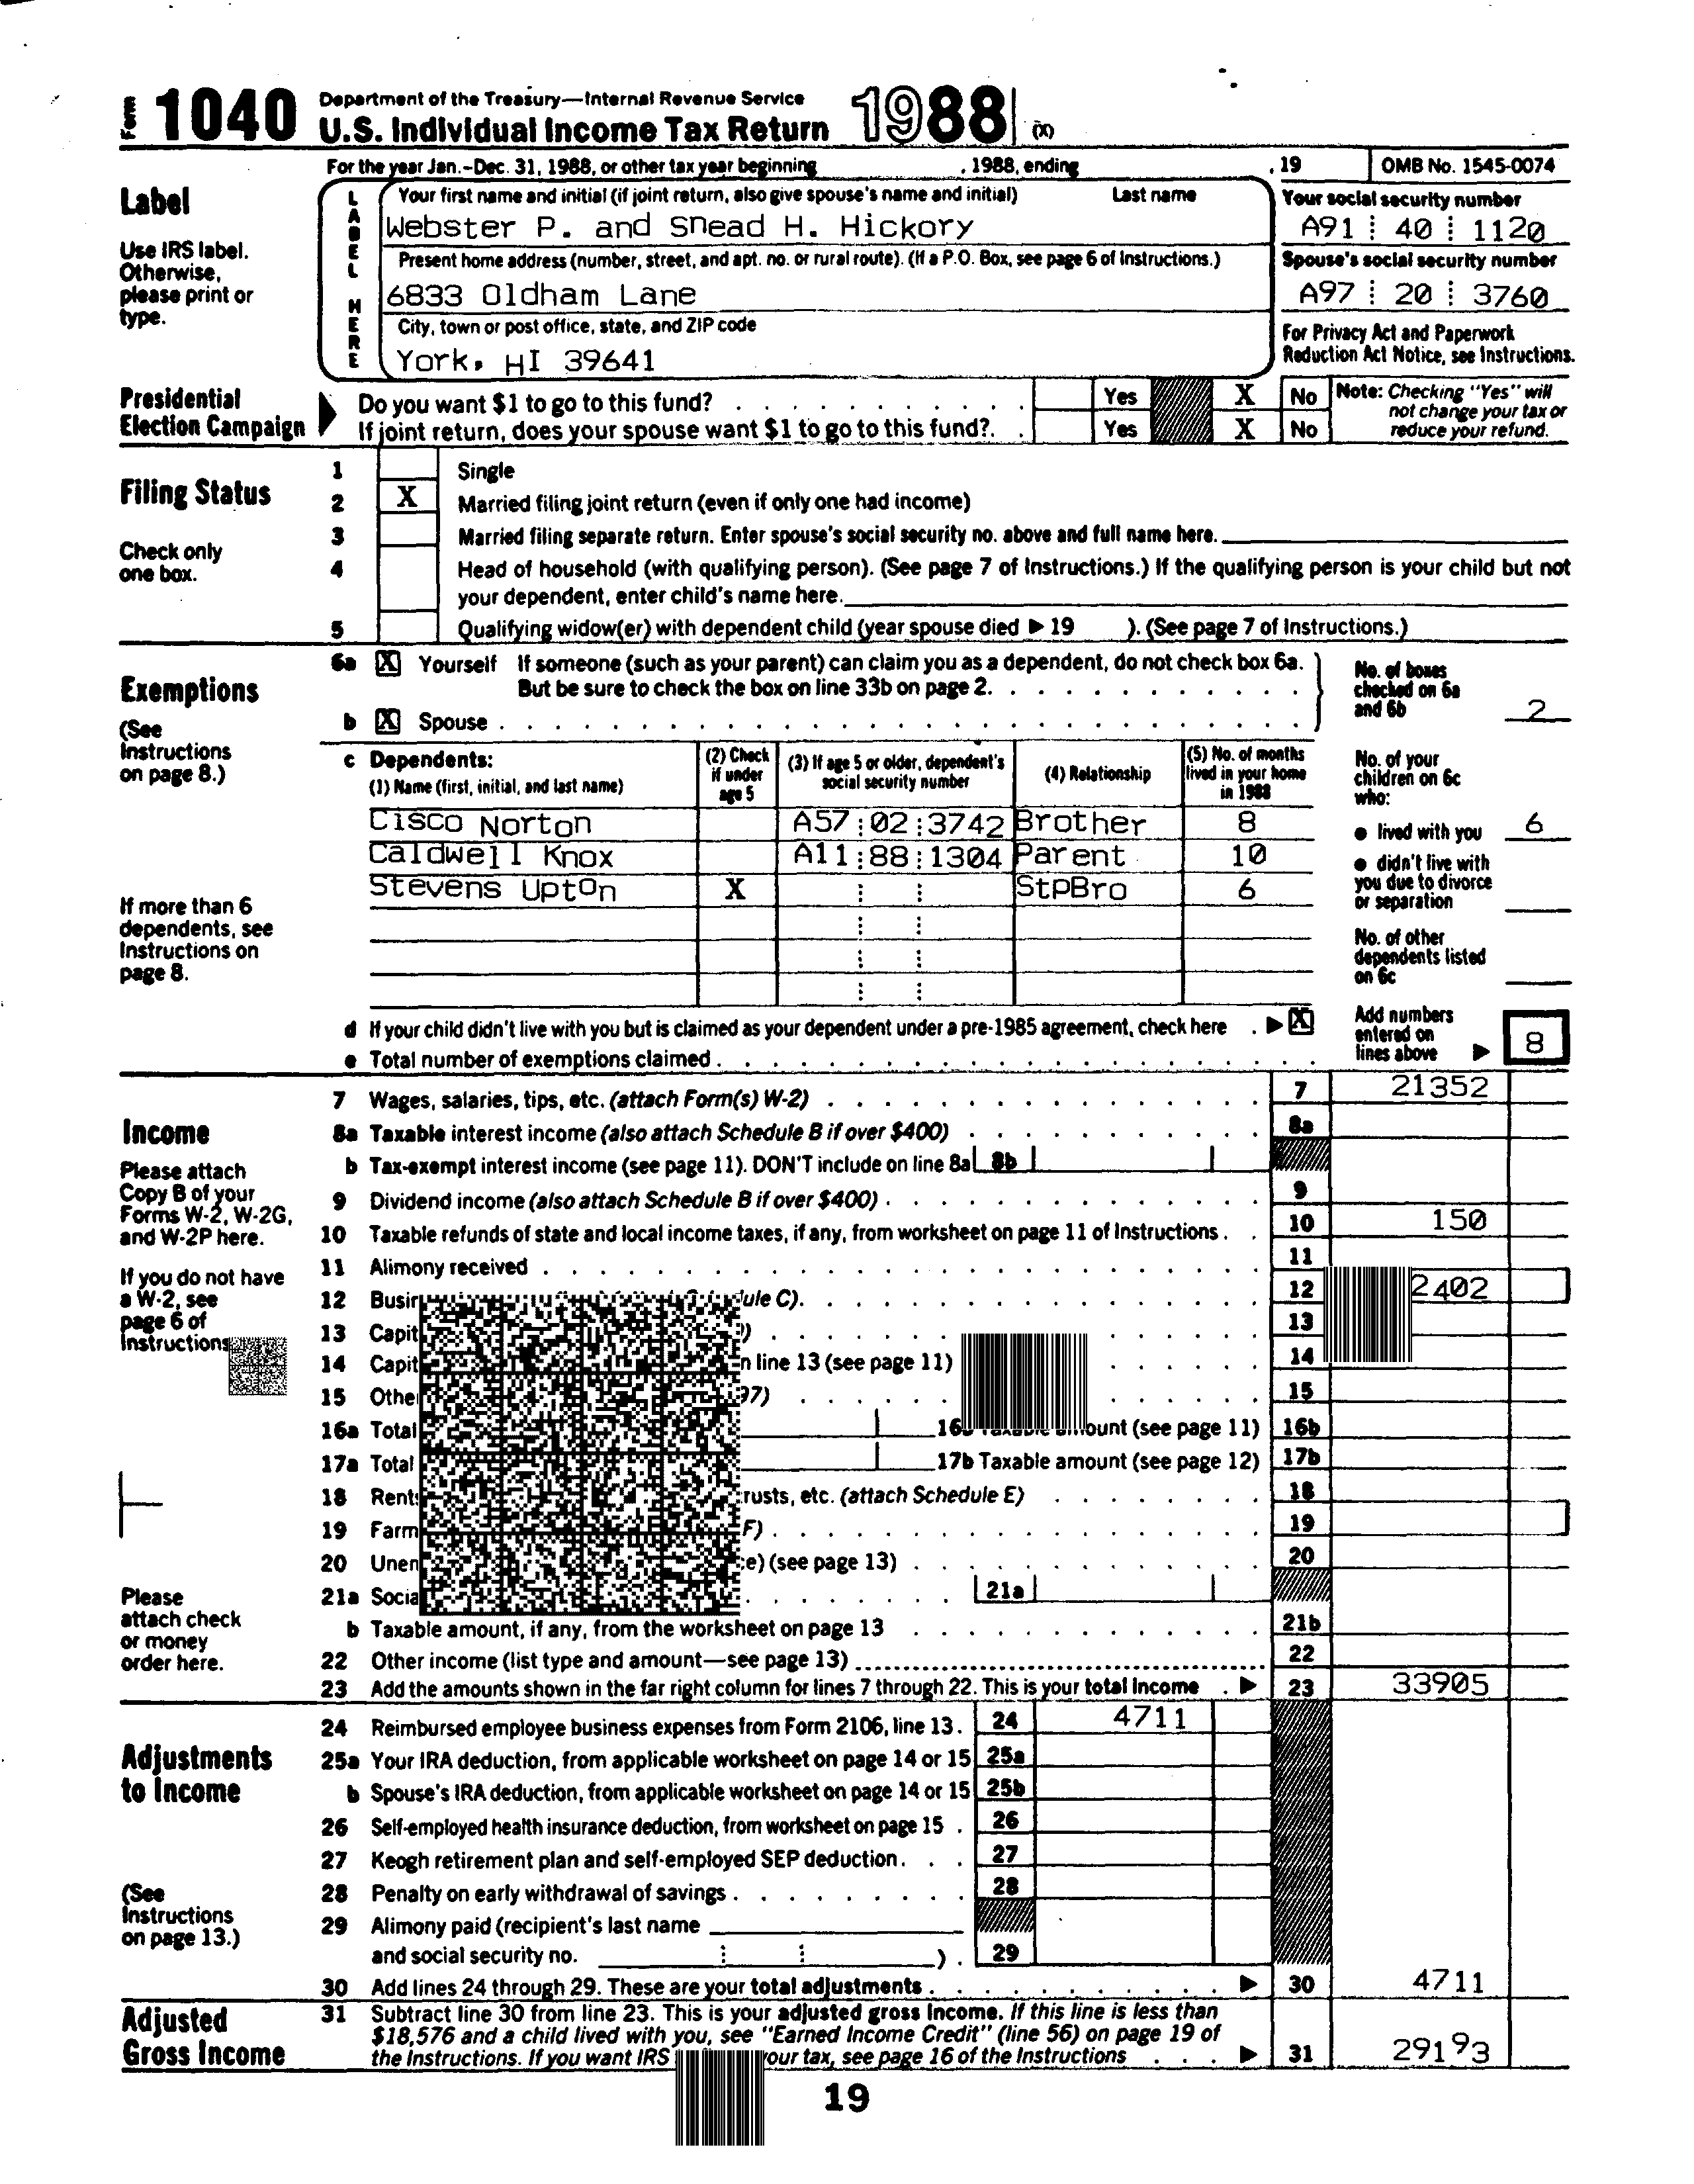 Form 1040 Department of the Treasury—Internal Revenue Service
U.S. Individual Income Tax Return 1988 (X)
For the year Jan.–Dec. 31, 1988, or other tax year beginning , 1988, ending , 19 OMB No. 1545-0074
Label
Use IRS label.
Otherwise,
please print or
type.
LABEL HERE
Your first name and initial (if joint return, also give spouse's name and initial) Last name
Webster P. and Snead H. Hickory
Your social security number
A91 40 1120
Present home address (number, street, and apt. no. or rural route). (If a P.O. Box, see page 6 of Instructions.)
6833 Oldham Lane
Spouse's social security number
A97 20 3760
City, town or post office, state, and ZIP code
York, HI 39641
For Privacy Act and Paperwork
Reduction Act Notice, see Instructions.
Presidential
Election Campaign
Do you want $1 to go to this fund? Yes X No
If joint return, does your spouse want $1 to go to this fund? Yes X No
Note: Checking "Yes" will
not change your tax or
reduce your refund.
Filing Status
Check only
one box.
1 Single
2 X Married filing joint return (even if only one had income)
3 Married filing separate return. Enter spouse's social security no. above and full name here.
4 Head of household (with qualifying person). (See page 7 of Instructions.) If the qualifying person is your child but not
your dependent, enter child's name here.
5 Qualifying widow(er) with dependent child (year spouse died ▶ 19 ). (See page 7 of Instructions.)
Exemptions
(See
Instructions
on page 8.)
6a X Yourself If someone (such as your parent) can claim you as a dependent, do not check box 6a.
But be sure to check the box on line 33b on page 2.
b X Spouse
No. of boxes
checked on 6a
and 6b 2
c Dependents:
(1) Name (first, initial, and last name)
(2) Check
if under
age 5
(3) If age 5 or older, dependent's
social security number
(4) Relationship
(5) No. of months
lived in your home
in 1988
Cisco Norton A57 02 3742 Brother 8
Caldwell Knox A11 88 1304 Parent 10
Stevens Upton X StpBro 6
If more than 6
dependents, see
Instructions on
page 8.
No. of your
children on 6c
who:
● lived with you 6
● didn't live with
you due to divorce
or separation
No. of other
dependents listed
on 6c
d If your child didn't live with you but is claimed as your dependent under a pre-1985 agreement, check here ▶ X
e Total number of exemptions claimed
Add numbers
entered on
lines above ▶ 8
Income
Please attach
Copy B of your
Forms W-2, W-2G,
and W-2P here.
If you do not have
a W-2, see
page 6 of
Instructions
Please
attach check
or money
order here.
7 Wages, salaries, tips, etc. (attach Form(s) W-2) 7 21352
8a Taxable interest income (also attach Schedule B if over $400) 8a
b Tax-exempt interest income (see page 11). DON'T include on line 8a 8b
9 Dividend income (also attach Schedule B if over $400) 9
10 Taxable refunds of state and local income taxes, if any, from worksheet on page 11 of Instructions 10 150
11 Alimony received 11
12 12 2402
13 13
14 n line 13 (see page 11) 14
15 97) 15
16a Total ount (see page 11) 16b
17a Total 17b Taxable amount (see page 12) 17b
18 rusts, etc. (attach Schedule E) 18
19 Farm F) 19
20 e) (see page 13) 20
21a 21a
b Taxable amount, if any, from the worksheet on page 13 21b
22 Other income (list type and amount—see page 13) 22
23 Add the amounts shown in the far right column for lines 7 through 22. This is your total income ▶ 23 33905
Adjustments
to Income
(See
Instructions
on page 13.)
24 Reimbursed employee business expenses from Form 2106, line 13. 24 4711
25a Your IRA deduction, from applicable worksheet on page 14 or 15 25a
b Spouse's IRA deduction, from applicable worksheet on page 14 or 15 25b
26 Self-employed health insurance deduction, from worksheet on page 15 26
27 Keogh retirement plan and self-employed SEP deduction 27
28 Penalty on early withdrawal of savings 28
29 Alimony paid (recipient's last name
and social security no. ) 29
30 Add lines 24 through 29. These are your total adjustments ▶ 30 4711
Adjusted
Gross Income
31 Subtract line 30 from line 23. This is your adjusted gross income. If this line is less than
$18,576 and a child lived with you, see "Earned Income Credit" (line 56) on page 19 of
the Instructions. If you want IRS our tax, see page 16 of the Instructions ▶ 31 29193
19